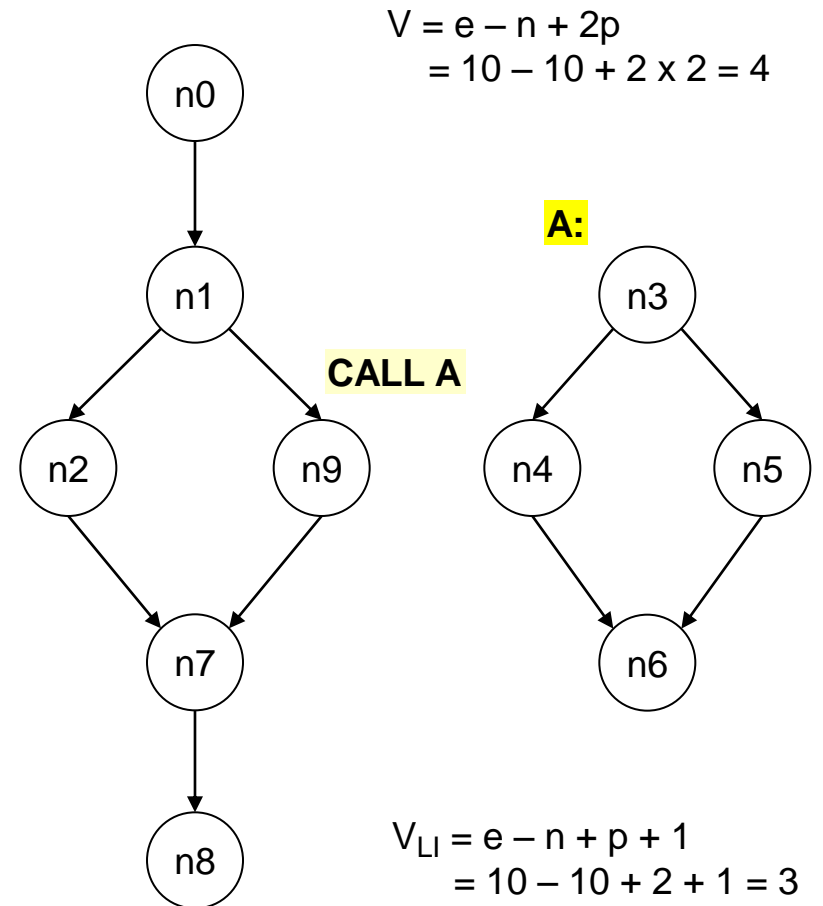 V = e – n + 2p
= 10 – 10 + 2 x 2 = 4
n0
A:
n1
n3
CALL A
n2
n9
n4
n5
n7
n6
V_LI = e – n + p + 1
= 10 – 10 + 2 + 1 = 3
n8